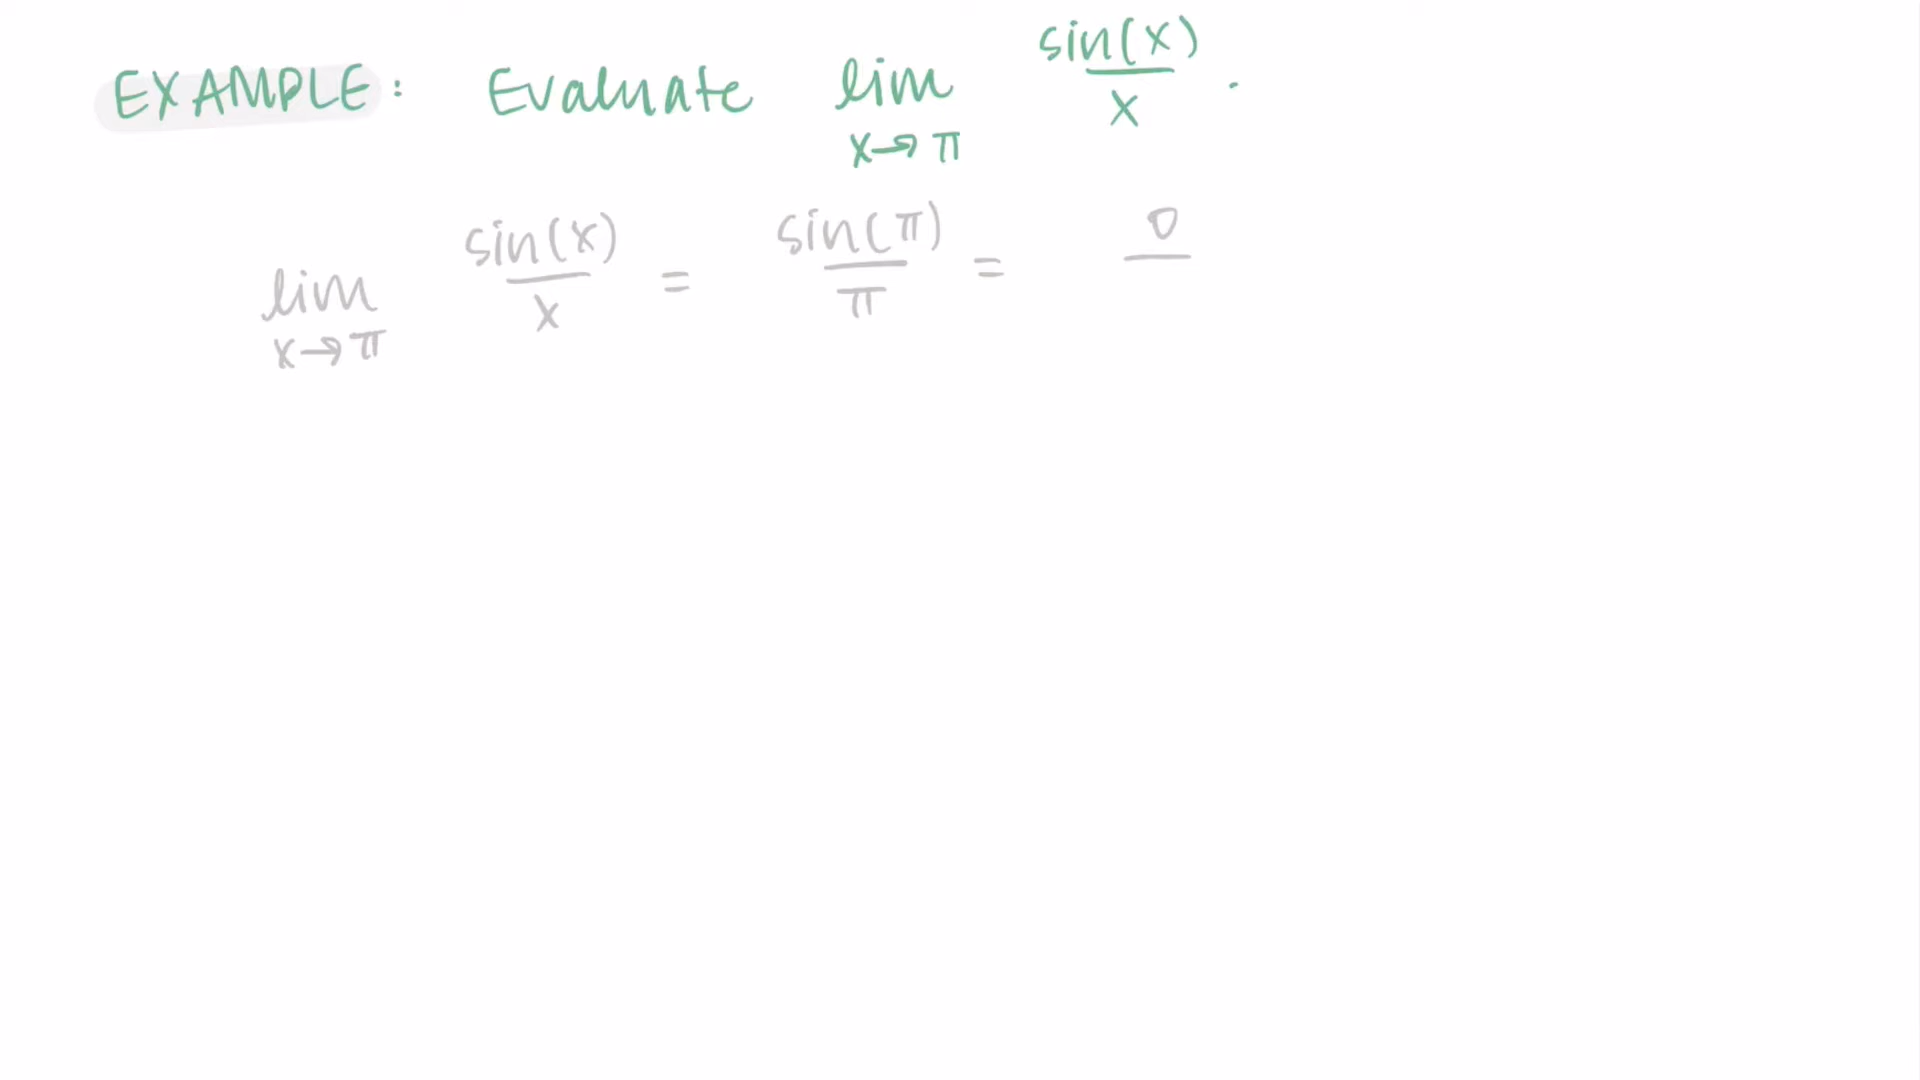 EXAMPLE: Evaluate lim x→π sin(x)/x.
lim x→π sin(x)/x = sin(π)/π = 0/